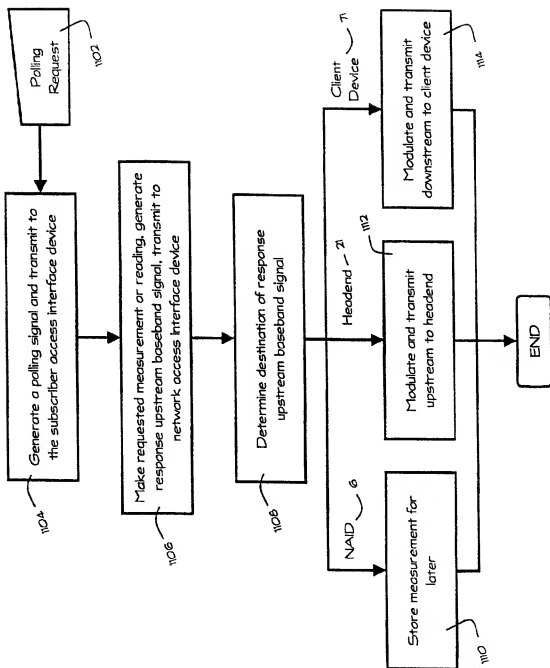 Polling
Request
1102
Generate a polling signal and transmit to
the subscriber access interface device
1104
Make requested measurement or reading, generate
response upstream baseband signal, transmit to
network access interface device
1106
Determine destination of response
upstream baseband signal
1108
NAID 6
Headend 21
Client
Device 71
Store measurement for
later
1110
Modulate and transmit
upstream to headend
1112
Modulate and transmit
downstream to client device
1114
END